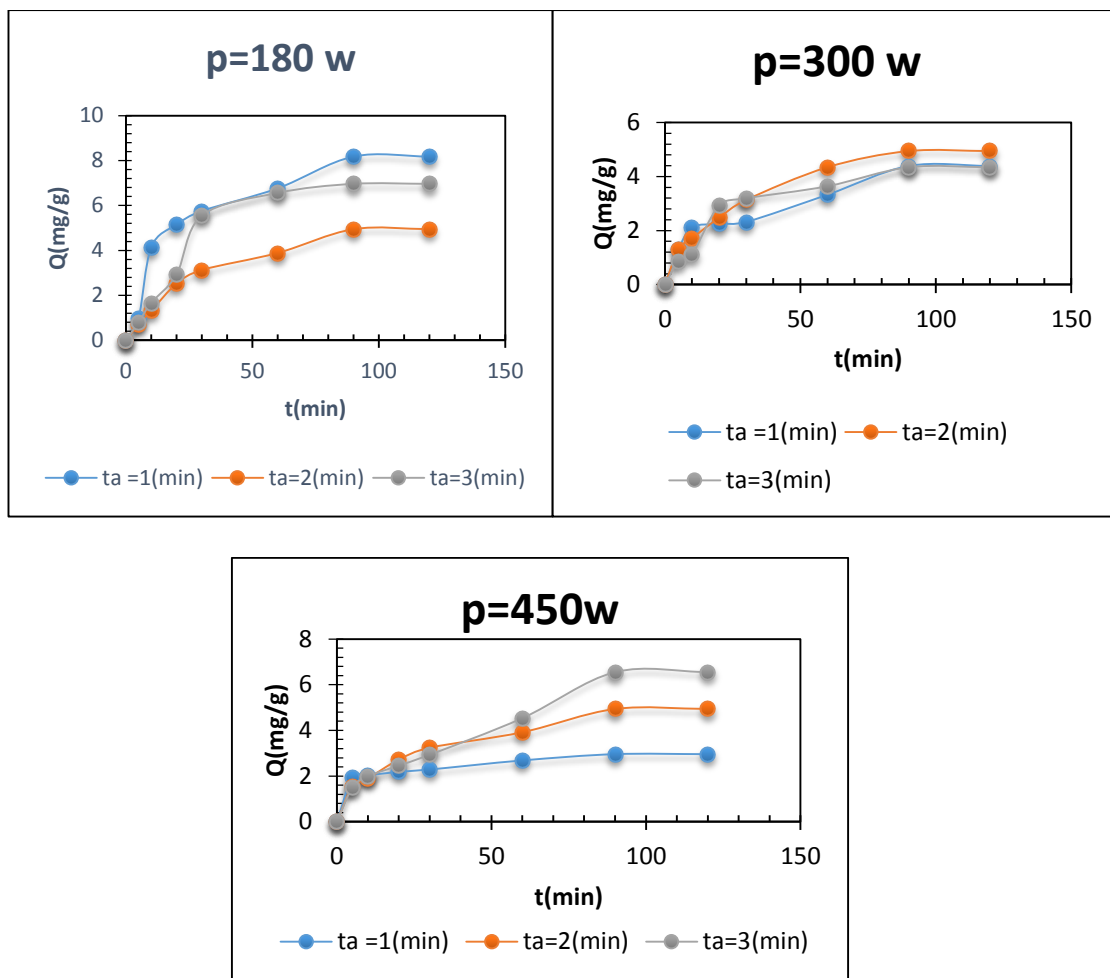 p=180 w
10
8
6
4
2
0
Q(mg/g)
0 50 100 150
t(min)
ta =1(min) ta=2(min) ta=3(min)
p=300 w
6
4
2
0
Q(mg/g)
0 50 100 150
t(min)
ta =1(min) ta=2(min)
ta=3(min)
p=450w
8
6
4
2
0
Q(mg/g)
0 50 100 150
t(min)
ta =1(min) ta=2(min) ta=3(min)